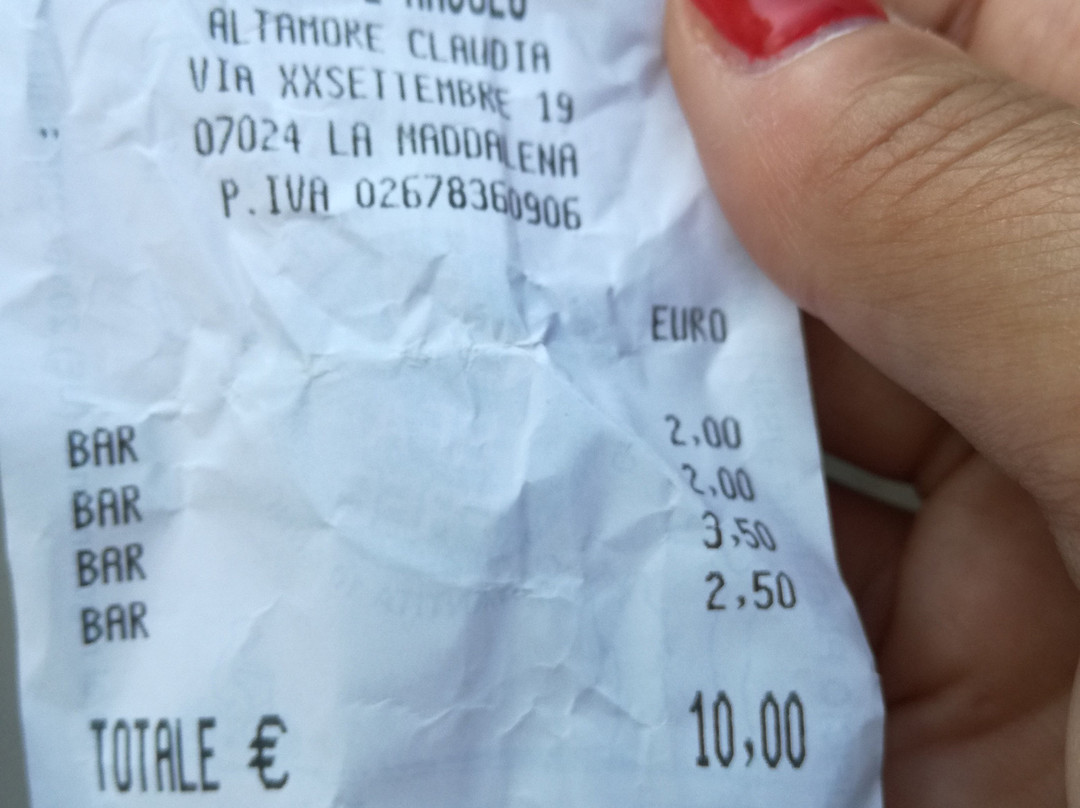 ALTAMORE CLAUDIA
VIA XXSETTEMBRE 19
07024 LA MADDALENA
P.IVA 02678360906
EURO
BAR 2,00
BAR 2,00
BAR 3,50
BAR 2,50
TOTALE € 10,00